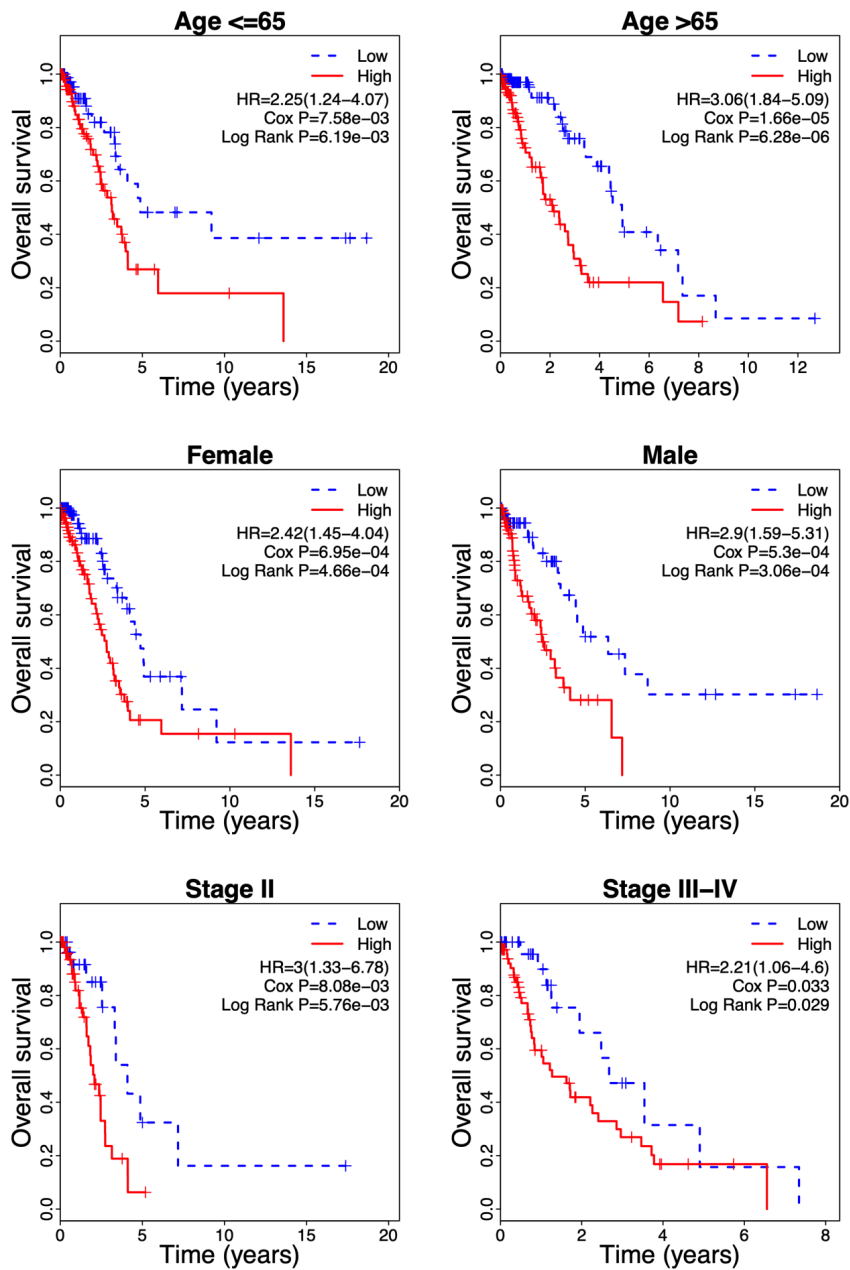 Age <=65
Low
High
HR=2.25(1.24−4.07)
Cox P=7.58e−03
Log Rank P=6.19e−03
Overall survival
1.0
0.8
0.6
0.4
0.2
0.0
0 5 10 15 20
Time (years)
Age >65
Low
High
HR=3.06(1.84−5.09)
Cox P=1.66e−05
Log Rank P=6.28e−06
Overall survival
1.0
0.8
0.6
0.4
0.2
0.0
0 2 4 6 8 10 12
Time (years)
Female
Low
High
HR=2.42(1.45−4.04)
Cox P=6.95e−04
Log Rank P=4.66e−04
Overall survival
1.0
0.8
0.6
0.4
0.2
0.0
0 5 10 15 20
Time (years)
Male
Low
High
HR=2.9(1.59−5.31)
Cox P=5.3e−04
Log Rank P=3.06e−04
Overall survival
1.0
0.8
0.6
0.4
0.2
0.0
0 5 10 15 20
Time (years)
Stage II
Low
High
HR=3(1.33−6.78)
Cox P=8.08e−03
Log Rank P=5.76e−03
Overall survival
1.0
0.8
0.6
0.4
0.2
0.0
0 5 10 15 20
Time (years)
Stage III−IV
Low
High
HR=2.21(1.06−4.6)
Cox P=0.033
Log Rank P=0.029
Overall survival
1.0
0.8
0.6
0.4
0.2
0.0
0 2 4 6 8
Time (years)